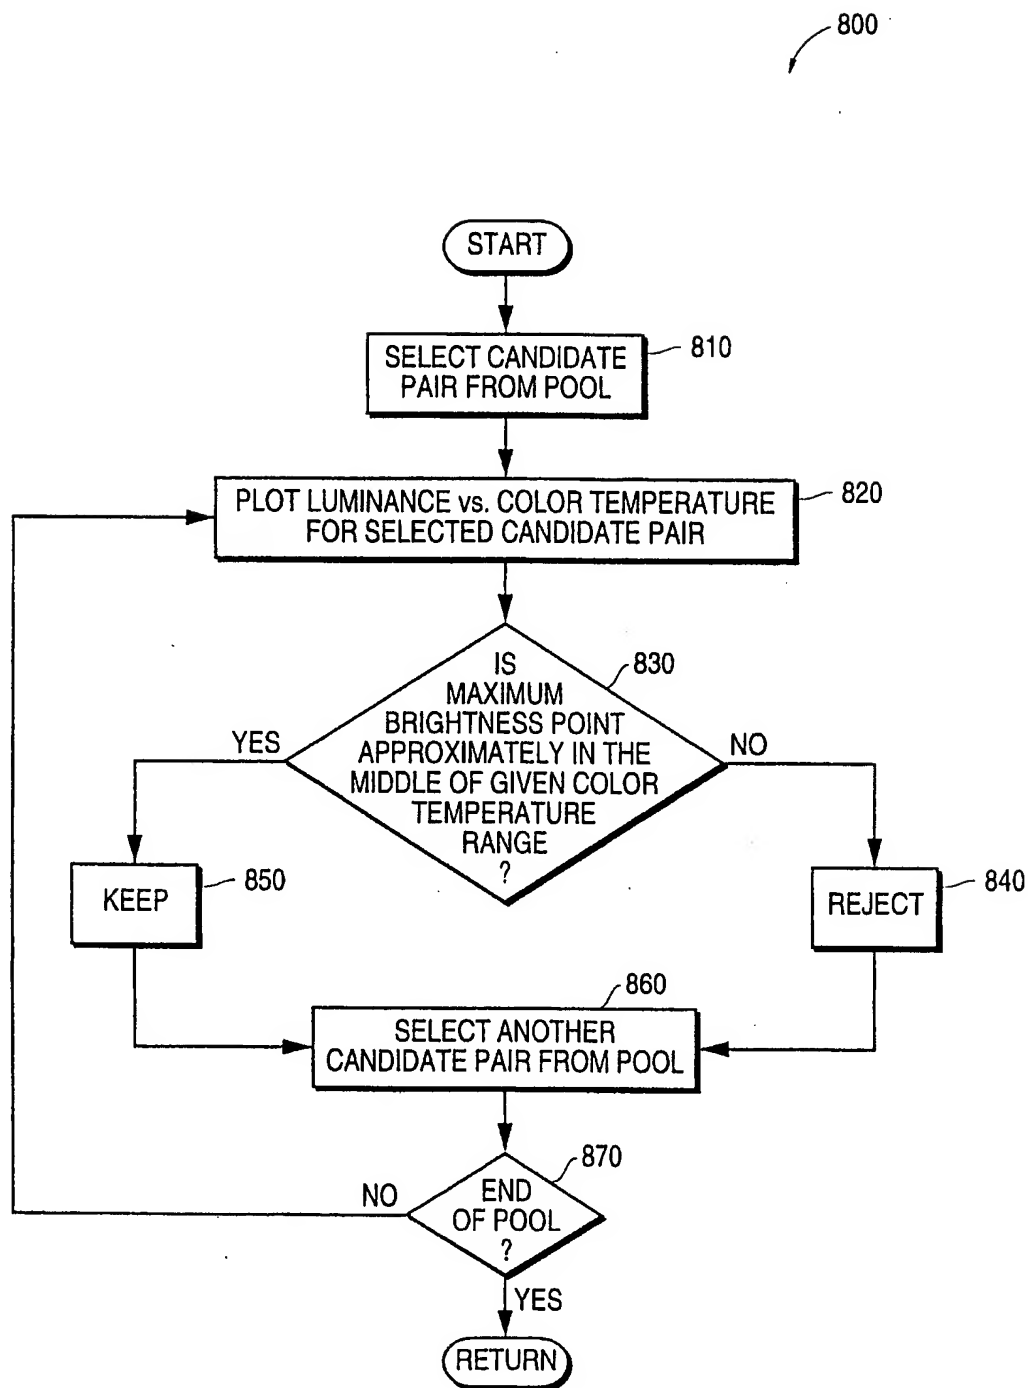 800
START
SELECT CANDIDATE
PAIR FROM POOL
810
PLOT LUMINANCE vs. COLOR TEMPERATURE
FOR SELECTED CANDIDATE PAIR
820
IS
MAXIMUM
BRIGHTNESS POINT
APPROXIMATELY IN THE
MIDDLE OF GIVEN COLOR
TEMPERATURE
RANGE
?
830
YES
NO
KEEP
850
REJECT
840
860
SELECT ANOTHER
CANDIDATE PAIR FROM POOL
870
NO
END
OF POOL
?
YES
RETURN